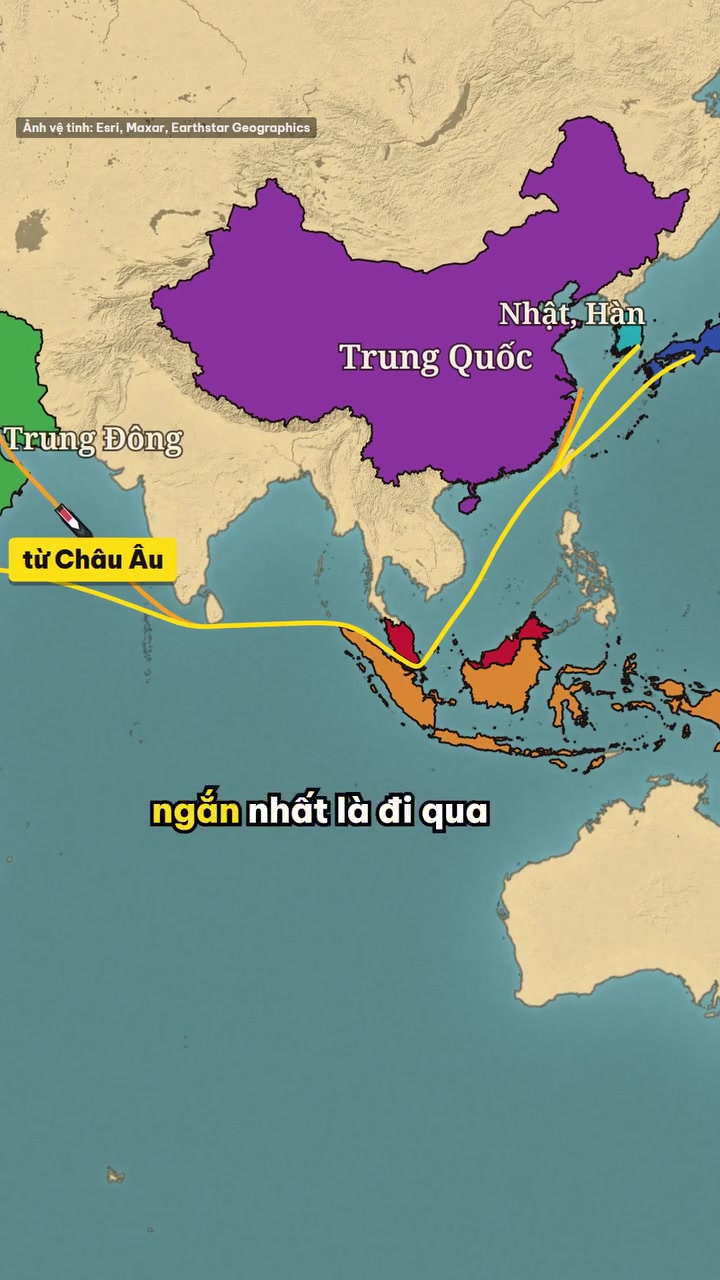 Ảnh vệ tinh: Esri, Maxar, Earthstar Geographics
Nhật, Hàn
Trung Quốc
Trung Đông
từ Châu Âu
ngắn nhất là đi qua